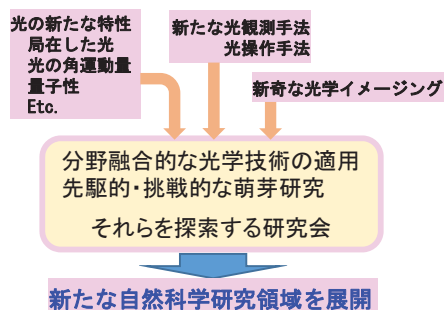 光の新たな特性
局在した光
光の角運動量
量子性
Etc.
新たな光観測手法
光操作手法
新奇な光学イメージング
分野融合的な光学技術の適用
先駆的・挑戦的な萌芽研究
それらを探索する研究会
新たな自然科学研究領域を展開